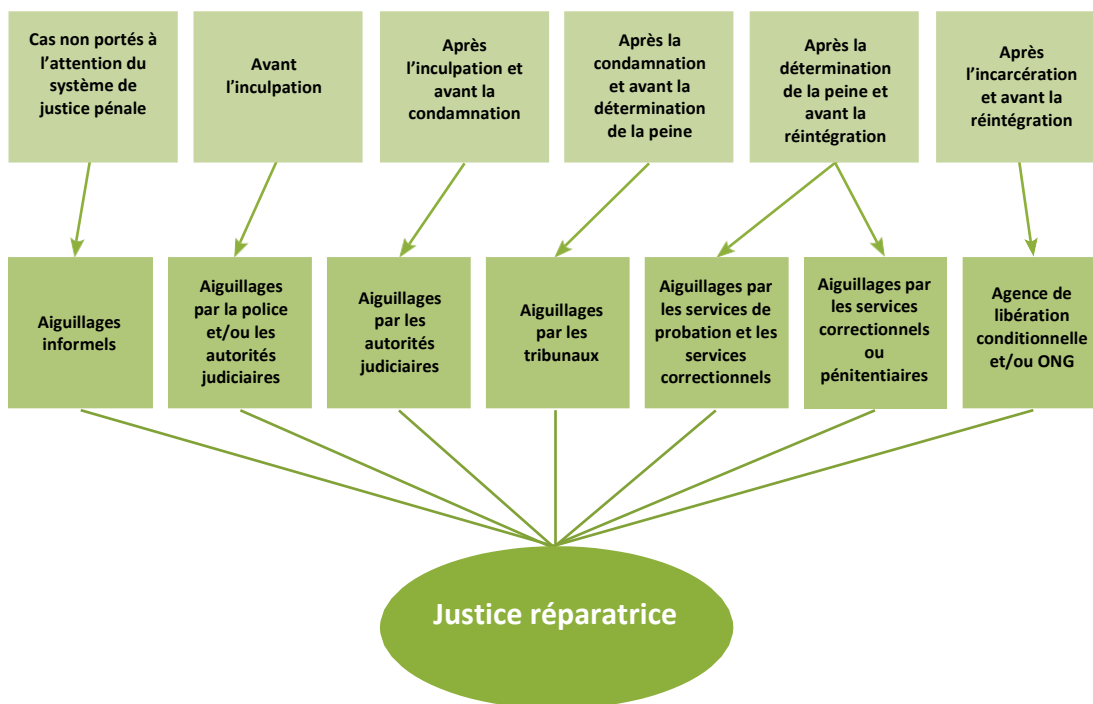 Cas non portés à
l’attention du
système de
justice pénale
Avant
l’inculpation
Après
l’inculpation et
avant la
condamnation
Après la
condamnation
et avant la
détermination
de la peine
Après la
détermination
de la peine et
avant la
réintégration
Après
l’incarcération
et avant la
réintégration
Aiguillages
informels
Aiguillages
par la police
et/ou les
autorités
judiciaires
Aiguillages
par les
autorités
judiciaires
Aiguillages
par les
tribunaux
Aiguillages par
les services de
probation et les
services
correctionnels
Aiguillages par
les services
correctionnels
ou
pénitentiaires
Agence de
libération
conditionnelle
et/ou ONG
Justice réparatrice